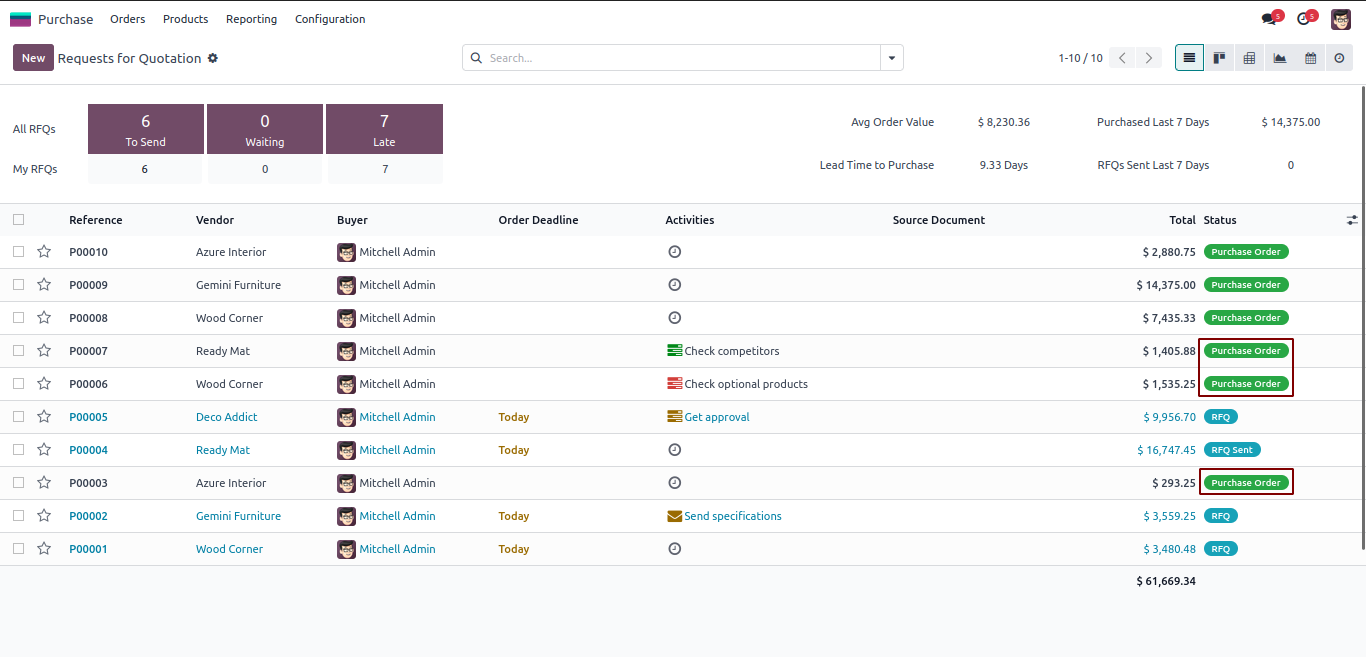 Purchase Orders Products Reporting Configuration 5 5
New Requests for Quotation Search... 1-10 / 10
All RFQs 6 To Send 0 Waiting 7 Late Avg Order Value $ 8,230.36 Purchased Last 7 Days $ 14,375.00
My RFQs 6 0 7 Lead Time to Purchase 9.33 Days RFQs Sent Last 7 Days 0
Reference Vendor Buyer Order Deadline Activities Source Document Total Status
P00010 Azure Interior Mitchell Admin $ 2,880.75 Purchase Order
P00009 Gemini Furniture Mitchell Admin $ 14,375.00 Purchase Order
P00008 Wood Corner Mitchell Admin $ 7,435.33 Purchase Order
P00007 Ready Mat Mitchell Admin Check competitors $ 1,405.88 Purchase Order
P00006 Wood Corner Mitchell Admin Check optional products $ 1,535.25 Purchase Order
P00005 Deco Addict Mitchell Admin Today Get approval $ 9,956.70 RFQ
P00004 Ready Mat Mitchell Admin Today $ 16,747.45 RFQ Sent
P00003 Azure Interior Mitchell Admin $ 293.25 Purchase Order
P00002 Gemini Furniture Mitchell Admin Today Send specifications $ 3,559.25 RFQ
P00001 Wood Corner Mitchell Admin Today $ 3,480.48 RFQ
$ 61,669.34